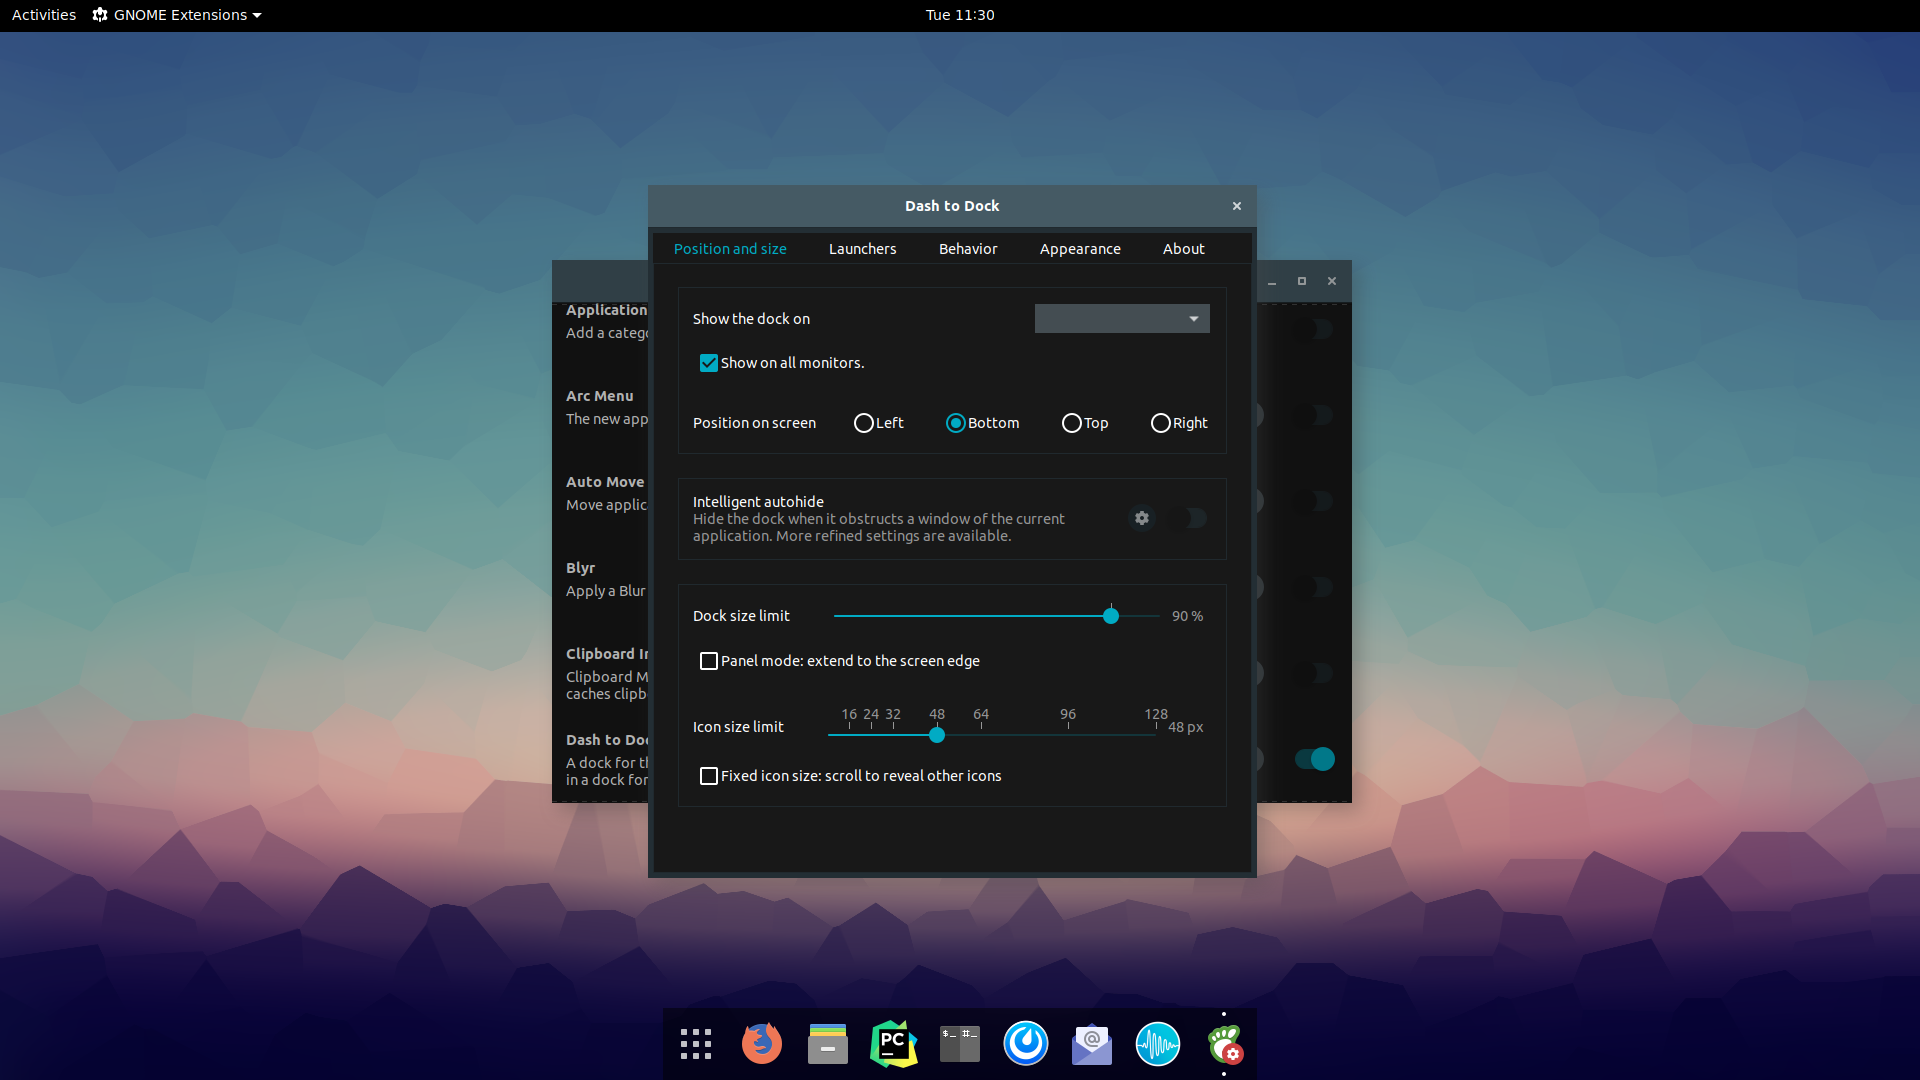 Activities
GNOME Extensions
Tue 11:30
Dash to Dock
Position and size
Launchers
Behavior
Appearance
About
Show the dock on
Show on all monitors.
Position on screen
Left
Bottom
Top
Right
Intelligent autohide
Hide the dock when it obstructs a window of the current
application. More refined settings are available.
Dock size limit
90 %
Panel mode: extend to the screen edge
16 24 32 48 64 96 128
Icon size limit
48 px
Fixed icon size: scroll to reveal other icons
Application
Add a catego
Arc Menu
The new app
Auto Move
Move applic
Blyr
Apply a Blur
Clipboard In
Clipboard M
caches clipb
Dash to Doc
A dock for th
in a dock for
PC
$_ #_
@